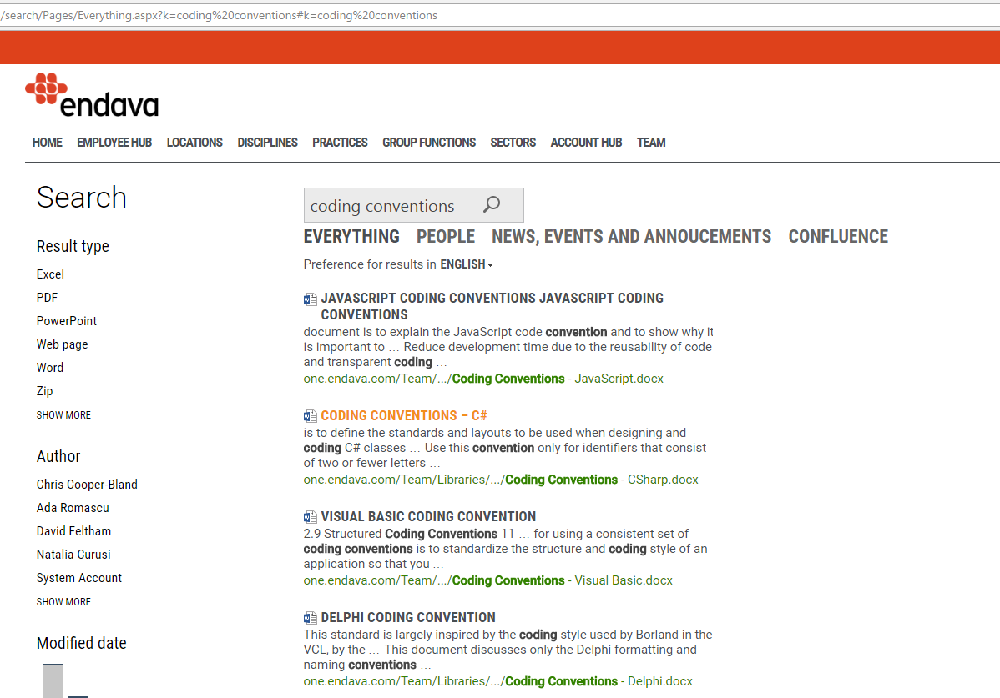 /search/Pages/Everything.aspx?k=coding%20conventions#k=coding%20conventions
endava
HOME EMPLOYEE HUB LOCATIONS DISCIPLINES PRACTICES GROUP FUNCTIONS SECTORS ACCOUNT HUB TEAM
Search
Result type
Excel
PDF
PowerPoint
Web page
Word
Zip
SHOW MORE
Author
Chris Cooper-Bland
Ada Romascu
David Feltham
Natalia Curusi
System Account
SHOW MORE
Modified date
coding conventions
EVERYTHING PEOPLE NEWS, EVENTS AND ANNOUCEMENTS CONFLUENCE
Preference for results in ENGLISH
JAVASCRIPT CODING CONVENTIONS JAVASCRIPT CODING
CONVENTIONS
document is to explain the JavaScript code convention and to show why it
is important to ... Reduce development time due to the reusability of code
and transparent coding ...
one.endava.com/Team/.../Coding Conventions - JavaScript.docx
CODING CONVENTIONS – C#
is to define the standards and layouts to be used when designing and
coding C# classes ... Use this convention only for identifiers that consist
of two or fewer letters ...
one.endava.com/Team/Libraries/.../Coding Conventions - CSharp.docx
VISUAL BASIC CODING CONVENTION
2.9 Structured Coding Conventions 11 ... for using a consistent set of
coding conventions is to standardize the structure and coding style of an
application so that you ...
one.endava.com/Team/.../Coding Conventions - Visual Basic.docx
DELPHI CODING CONVENTION
This standard is largely inspired by the coding style used by Borland in the
VCL, by the ... This document discusses only the Delphi formatting and
naming conventions ...
one.endava.com/Team/Libraries/.../Coding Conventions - Delphi.docx